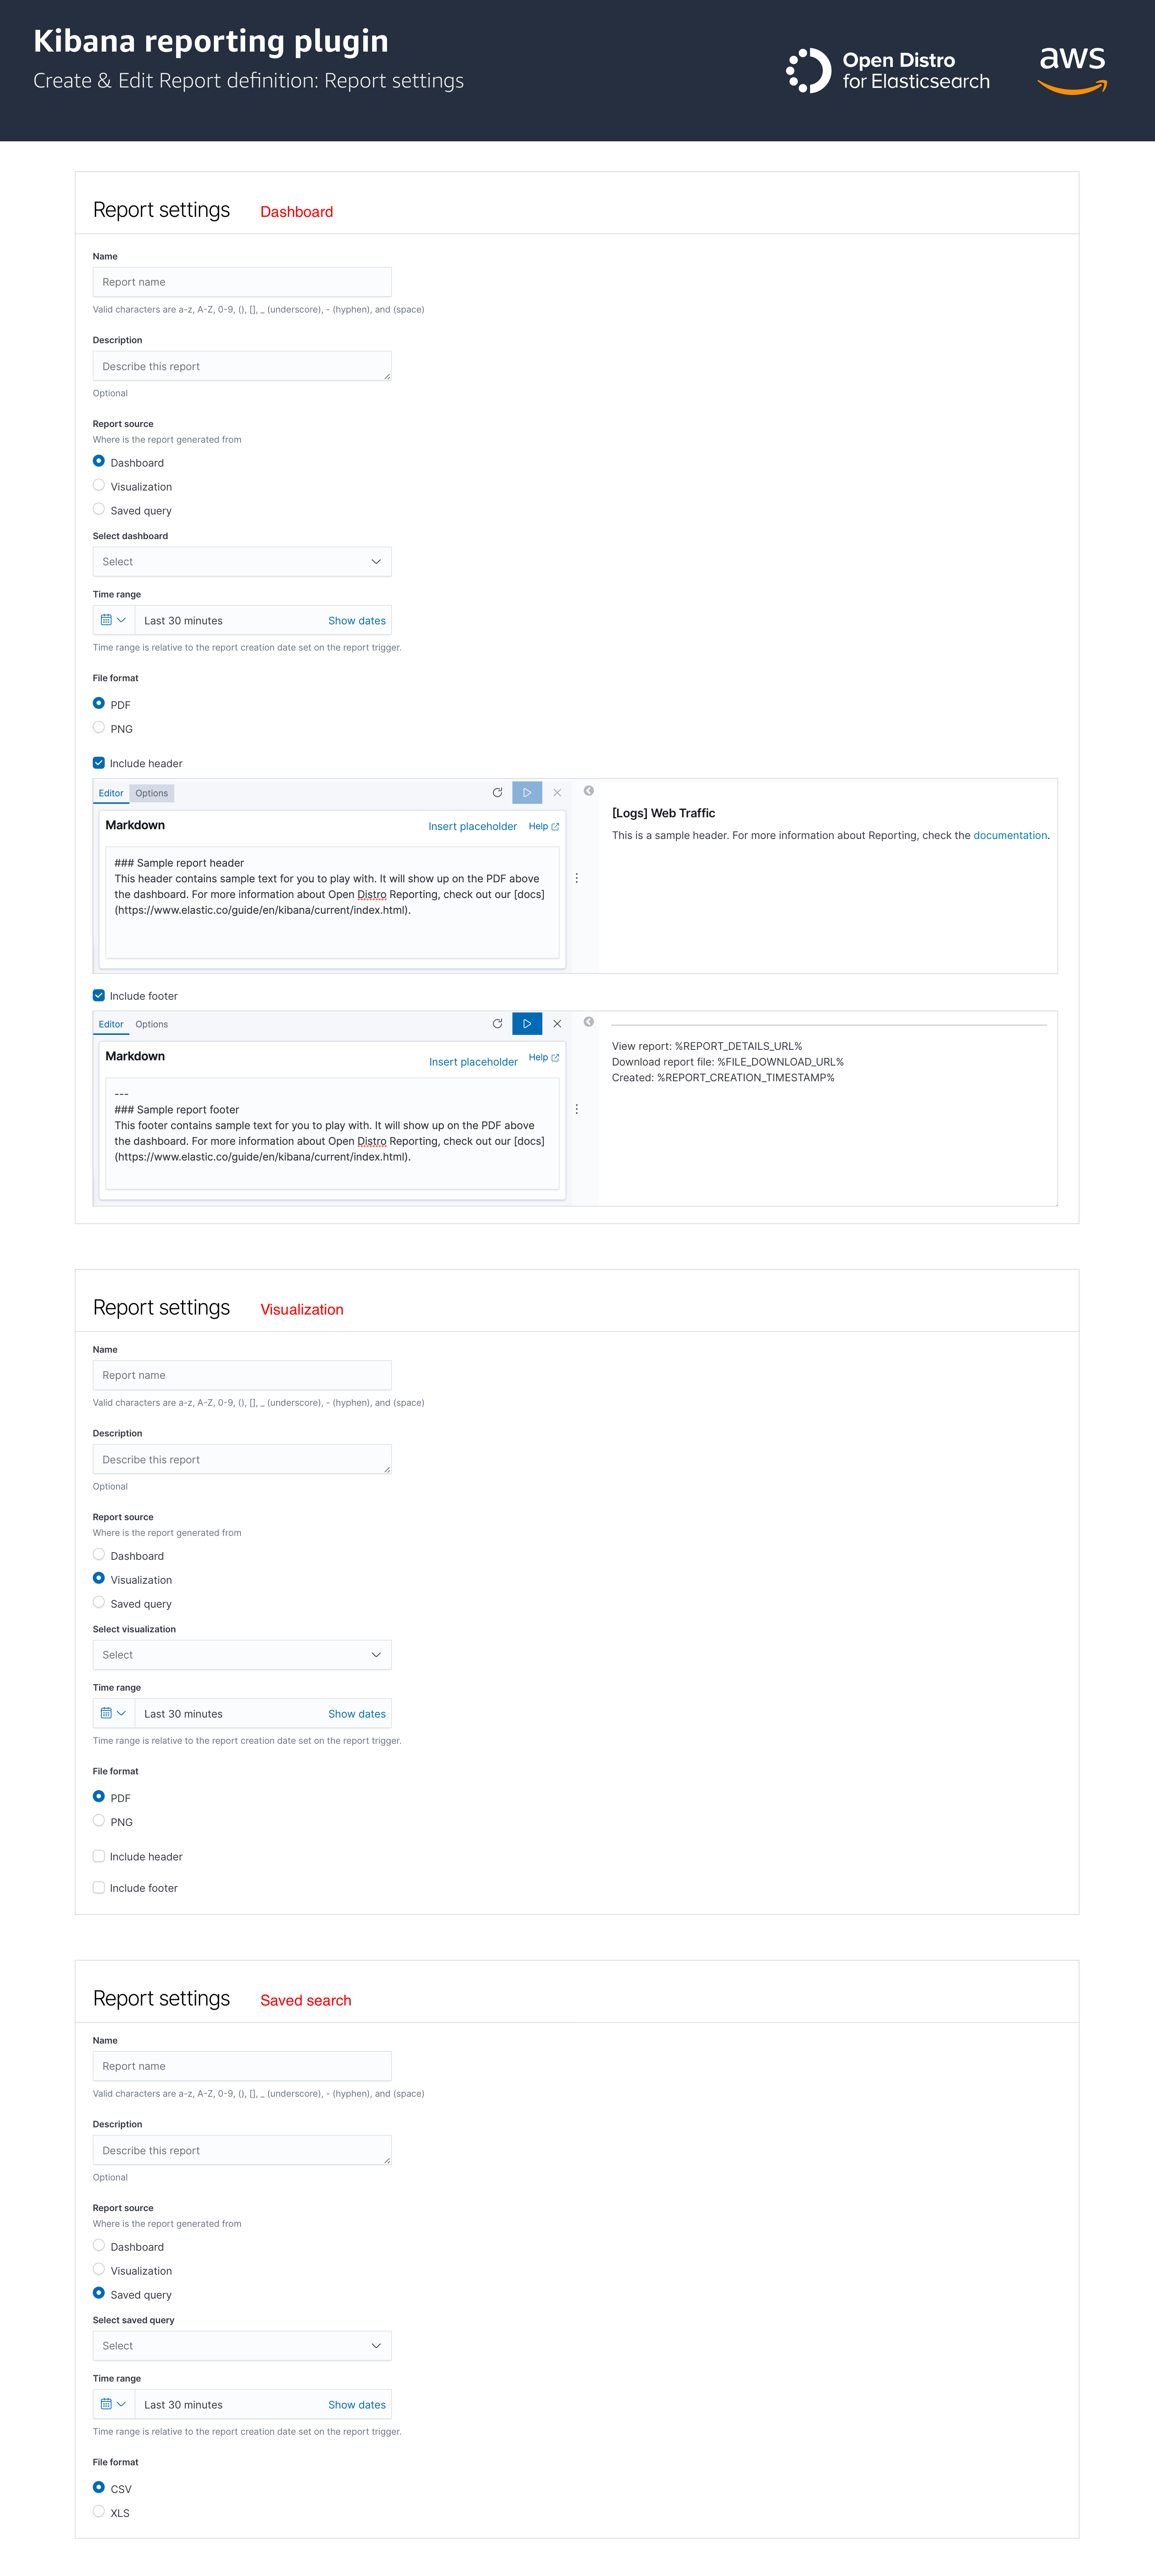 Kibana reporting plugin
Create & Edit Report definition: Report settings
Open Distro
for Elasticsearch
aws
Report settings
Dashboard
Name
Report name
Valid characters are a-z, A-Z, 0-9, (), [], _ (underscore), - (hyphen), and (space)
Description
Describe this report
Optional
Report source
Where is the report generated from
Dashboard
Visualization
Saved query
Select dashboard
Select
Time range
Last 30 minutes
Show dates
Time range is relative to the report creation date set on the report trigger.
File format
PDF
PNG
Include header
Editor
Options
Markdown
Insert placeholder
Help
### Sample report header
This header contains sample text for you to play with. It will show up on the PDF above
the dashboard. For more information about Open Distro Reporting, check out our [docs]
(https://www.elastic.co/guide/en/kibana/current/index.html).
[Logs] Web Traffic
This is a sample header. For more information about Reporting, check the documentation.
Include footer
Editor
Options
Markdown
Insert placeholder
Help
---
### Sample report footer
This footer contains sample text for you to play with. It will show up on the PDF above
the dashboard. For more information about Open Distro Reporting, check out our [docs]
(https://www.elastic.co/guide/en/kibana/current/index.html).
View report: %REPORT_DETAILS_URL%
Download report file: %FILE_DOWNLOAD_URL%
Created: %REPORT_CREATION_TIMESTAMP%
Report settings
Visualization
Name
Report name
Valid characters are a-z, A-Z, 0-9, (), [], _ (underscore), - (hyphen), and (space)
Description
Describe this report
Optional
Report source
Where is the report generated from
Dashboard
Visualization
Saved query
Select visualization
Select
Time range
Last 30 minutes
Show dates
Time range is relative to the report creation date set on the report trigger.
File format
PDF
PNG
Include header
Include footer
Report settings
Saved search
Name
Report name
Valid characters are a-z, A-Z, 0-9, (), [], _ (underscore), - (hyphen), and (space)
Description
Describe this report
Optional
Report source
Where is the report generated from
Dashboard
Visualization
Saved query
Select saved query
Select
Time range
Last 30 minutes
Show dates
Time range is relative to the report creation date set on the report trigger.
File format
CSV
XLS